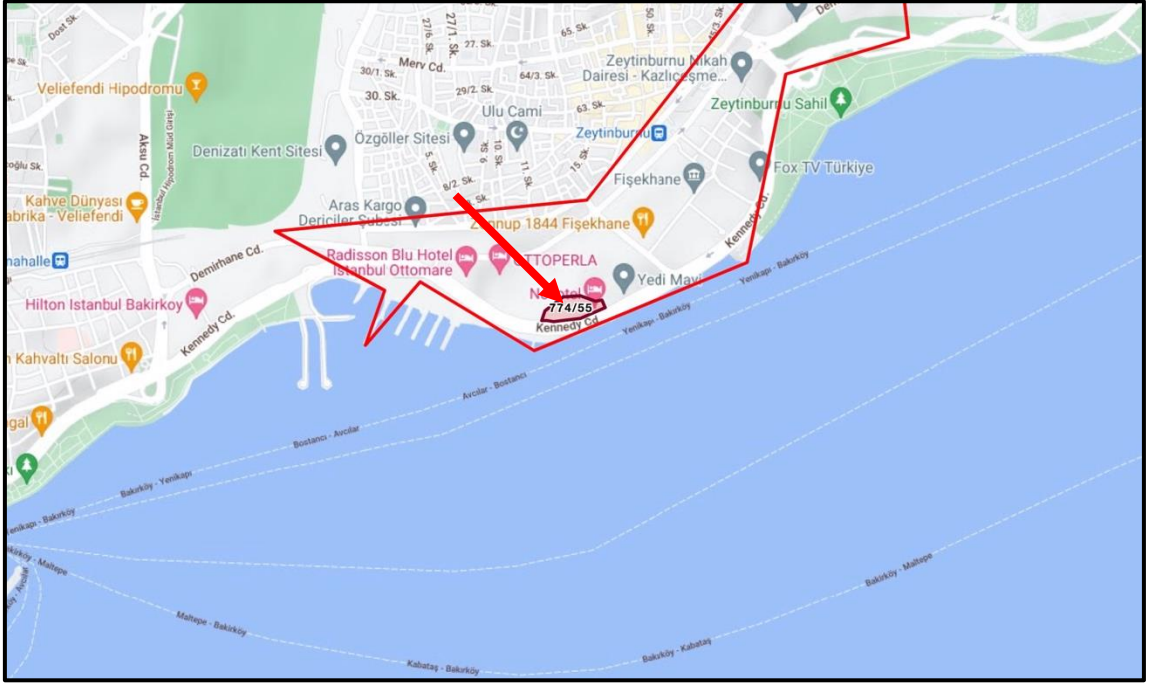 Dost Sk.
27/6. Sk.
27/1. Sk.
27. Sk.
65. Sk.
50. Sk.
Merv Cd.
30/1. Sk.
64/3. Sk.
Zeytinburnu Nikah
Dairesi - Kazlıçeşme...
Veliefendi Hipodromu
30. Sk.
29/2. Sk.
63. Sk.
Zeytinburnu Sahil
Ulu Cami
Aksu Cd.
İstanbul Hipodrom Müd Girişi
Denizatı Kent Sitesi
Özgöller Sitesi
Zeytinburnu
5. Sk.
9. Sk.
10. Sk.
11. Sk.
15. Sk.
8/2. Sk.
Fişekhane
Fox TV Türkiye
Kahve Dünyası
Fabrika - Veliefendi
Aras Kargo
Dericiler Şubesi
1844 Fişekhane
Kennedy Cd.
Demirhane Cd.
Radisson Blu Hotel
Istanbul Ottomare
OTTOPERLA
Yedi Mavi
Hilton Istanbul Bakirkoy
Kennedy Cd.
774/55
Kennedy Cd.
Yenikapı - Bakırköy
Yenikapı - Bakırköy
Kahvaltı Salonu
Avcılar - Bostancı
Bostancı - Avcılar
Bakırköy - Yenikapı
Yenikapı - Bakırköy
Bakırköy - Maltepe
Bakırköy - Maltepe
Maltepe - Bakırköy
Bakırköy - Kabataş
Kabataş - Bakırköy